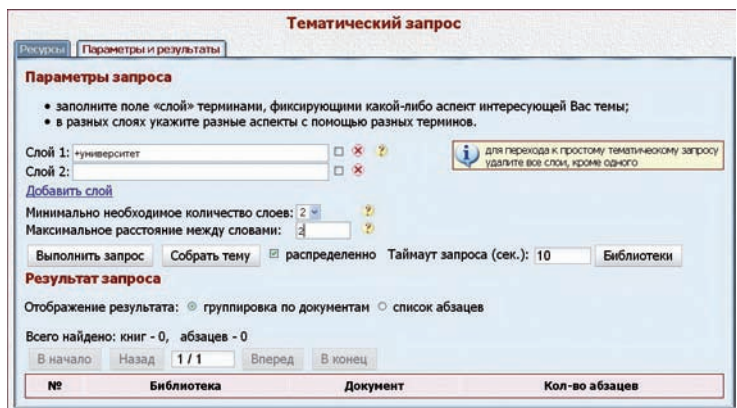 Тематический запрос
Ресурсы Параметры и результаты
Параметры запроса
• заполните поле «слой» терминами, фиксирующими какой-либо аспект интересующей Вас темы;
• в разных слоях укажите разные аспекты с помощью разных терминов.
Слой 1: +университет
для перехода к простому тематическому запросу
удалите все слои, кроме одного
Слой 2:
Добавить слой
Минимально необходимое количество слоев: 2
Максимальное расстояние между словами: 2
Выполнить запрос Собрать тему распределенно Таймаут запроса (сек.): 10 Библиотеки
Результат запроса
Отображение результата: группировка по документам список абзацев
Всего найдено: книг - 0, абзацев - 0
В начало Назад 1 / 1 Вперед В конец
№ Библиотека Документ Кол-во абзацев